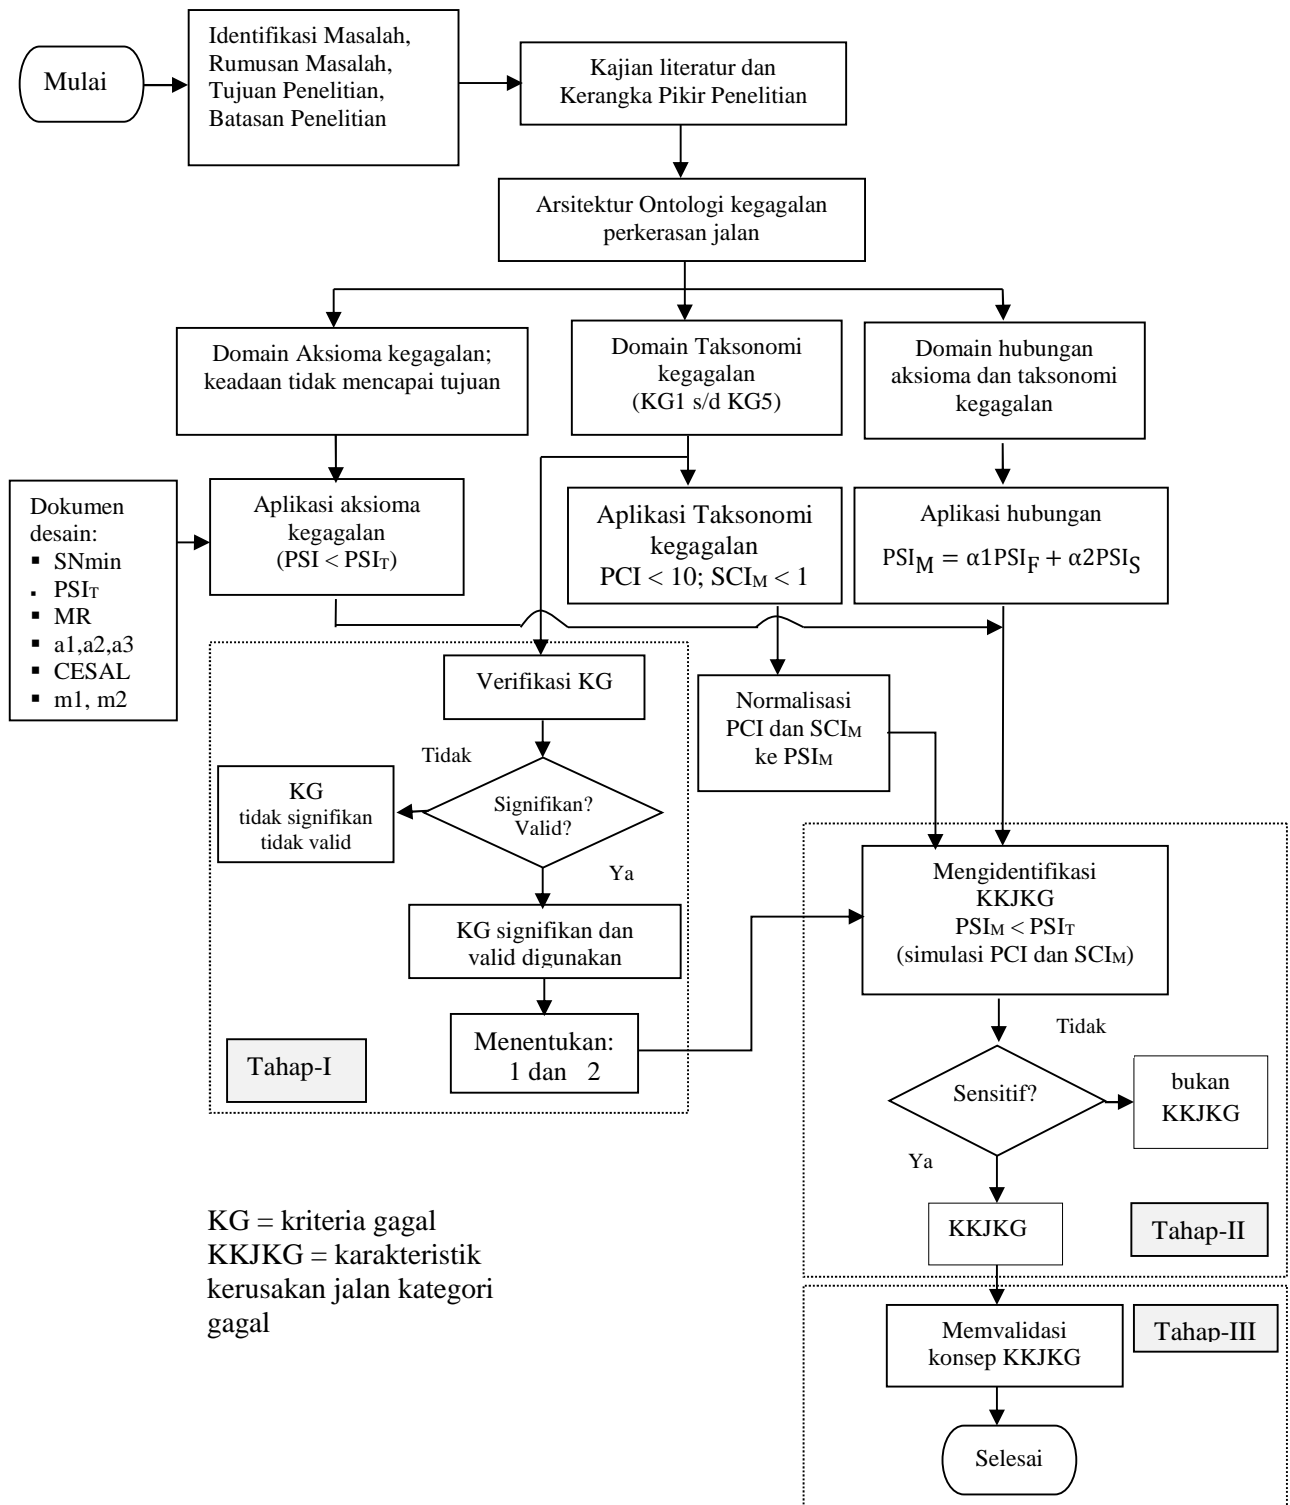 Mulai
Identifikasi Masalah,
Rumusan Masalah,
Tujuan Penelitian,
Batasan Penelitian
Kajian literatur dan
Kerangka Pikir Penelitian
Arsitektur Ontologi kegagalan
perkerasan jalan
Domain Aksioma kegagalan;
keadaan tidak mencapai tujuan
Domain Taksonomi
kegagalan
(KG1 s/d KG5)
Domain hubungan
aksioma dan taksonomi
kegagalan
Dokumen
desain:
▪ SNmin
▪ PSIT
▪ MR
▪ a1,a2,a3
▪ CESAL
▪ m1, m2
Aplikasi aksioma
kegagalan
(PSI < PSIT)
Aplikasi Taksonomi
kegagalan
PCI < 10; SCIM < 1
Aplikasi hubungan
PSIM = α1PSIF + α2PSIS
Verifikasi KG
Normalisasi
PCI dan SCIM
ke PSIM
Tidak
Signifikan?
Valid?
KG
tidak signifikan
tidak valid
Ya
KG signifikan dan
valid digunakan
Menentukan:
1 dan 2
Tahap-I
Mengidentifikasi
KKJKG
PSIM < PSIT
(simulasi PCI dan SCIM)
Tidak
Sensitif?
bukan
KKJKG
Ya
KKJKG
Tahap-II
KG = kriteria gagal
KKJKG = karakteristik
kerusakan jalan kategori
gagal
Memvalidasi
konsep KKJKG
Tahap-III
Selesai